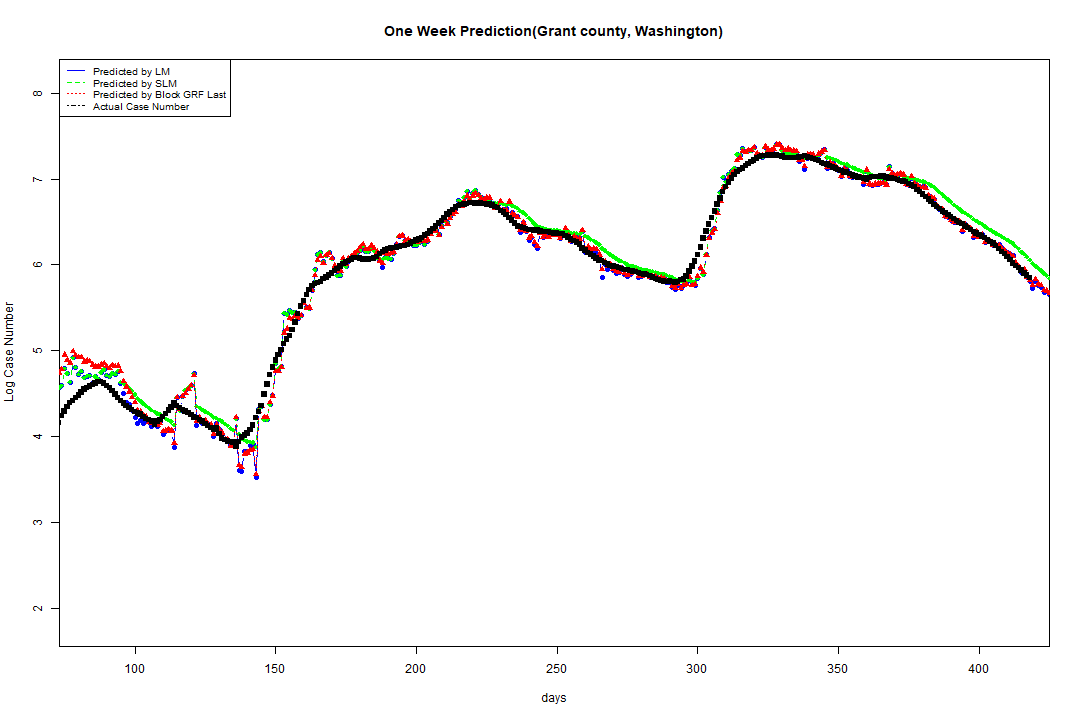 One Week Prediction(Grant county, Washington)
Predicted by LM
Predicted by SLM
Predicted by Block GRF Last
Actual Case Number
8
7
6
5
4
3
2
Log Case Number
100 150 200 250 300 350 400
days